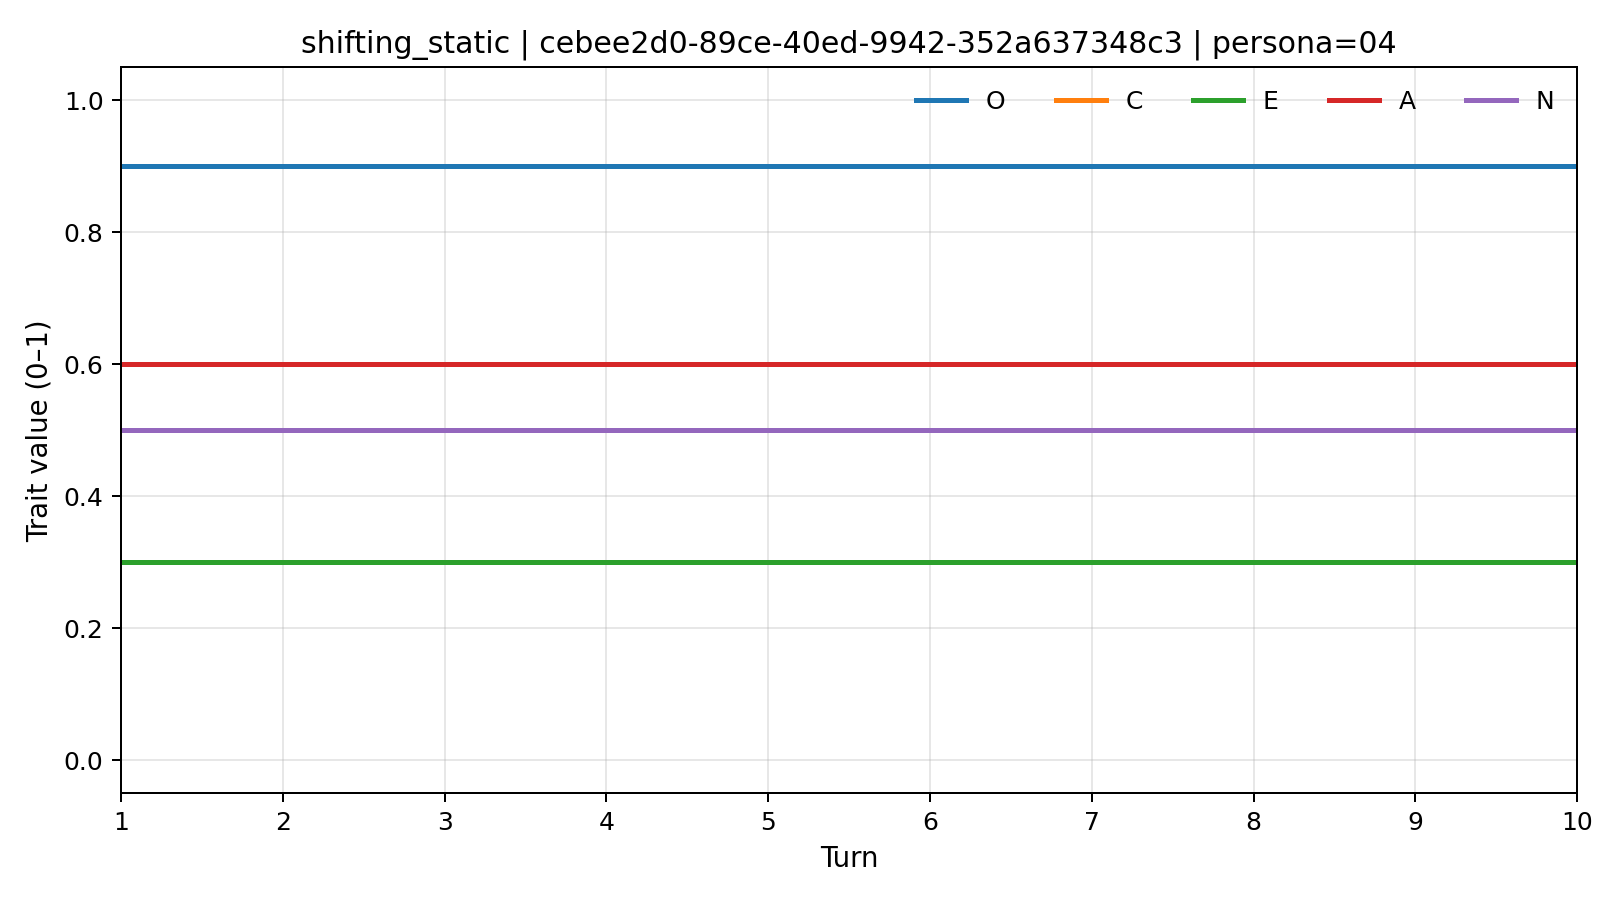 shifting_static | cebee2d0-89ce-40ed-9942-352a637348c3 | persona=04
O C E A N
1.0
0.8
0.6
0.4
0.2
0.0
Trait value (0–1)
1 2 3 4 5 6 7 8 9 10
Turn